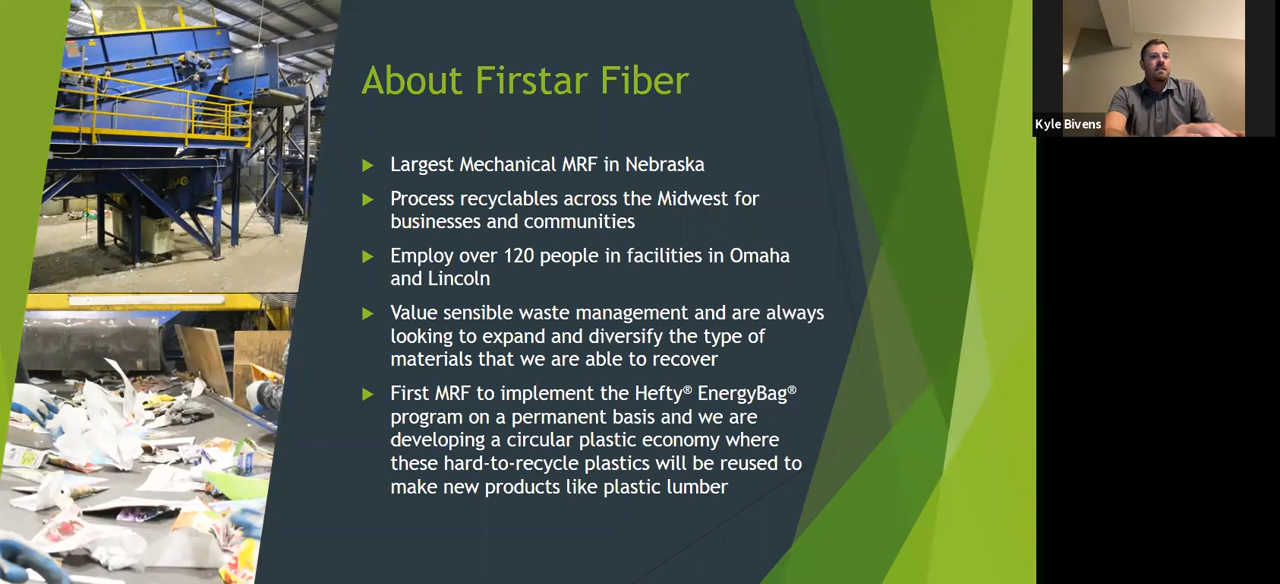 About Firstar Fiber
Largest Mechanical MRF in Nebraska
Process recyclables across the Midwest for
businesses and communities
Employ over 120 people in facilities in Omaha
and Lincoln
Value sensible waste management and are always
looking to expand and diversify the type of
materials that we are able to recover
First MRF to implement the Hefty® EnergyBag®
program on a permanent basis and we are
developing a circular plastic economy where
these hard-to-recycle plastics will be reused to
make new products like plastic lumber
Kyle Bivens